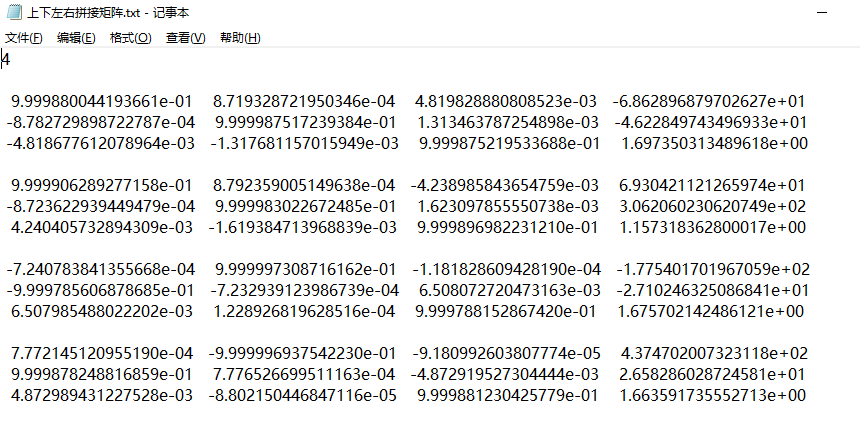 上下左右拼接矩阵.txt - 记事本
文件(F) 编辑(E) 格式(O) 查看(V) 帮助(H)
4
9.999880044193661e-01 8.719328721950346e-04 4.819828880808523e-03 -6.862896879702627e+01
-8.782729898722787e-04 9.999987517239384e-01 1.313463787254898e-03 -4.622849743496933e+01
-4.818677612078964e-03 -1.317681157015949e-03 9.999875219533688e-01 1.697350313489618e+00
9.999906289277158e-01 8.792359005149638e-04 -4.238985843654759e-03 6.930421121265974e+01
-8.723622939449479e-04 9.999983022672485e-01 1.623097855550738e-03 3.062060230620749e+02
4.240405732894309e-03 -1.619384713968839e-03 9.999896982231210e-01 1.157318362800017e+00
-7.240783841355668e-04 9.999997308716162e-01 -1.181828609428190e-04 -1.775401701967059e+02
-9.999785606878685e-01 -7.232939123986739e-04 6.508072720473163e-03 -2.710246325086841e+01
6.507985488022202e-03 1.228926819628516e-04 9.999788152867420e-01 1.675702142486121e+00
7.772145120955190e-04 -9.999996937542230e-01 -9.180992603807774e-05 4.374702007323118e+02
9.999878248816859e-01 7.776526699511163e-04 -4.872919527304444e-03 2.658286028724581e+01
4.872989431227528e-03 -8.802150446847116e-05 9.999881230425779e-01 1.663591735552713e+00